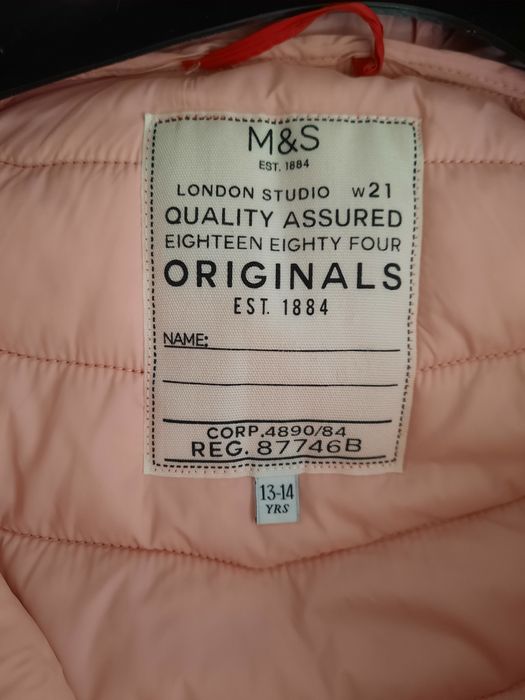 M&S
EST. 1884
LONDON STUDIO W21
QUALITY ASSURED
EIGHTEEN EIGHTY FOUR
ORIGINALS
EST. 1884
NAME:
CORP.4890/84
REG. 87746B
13-14
YRS